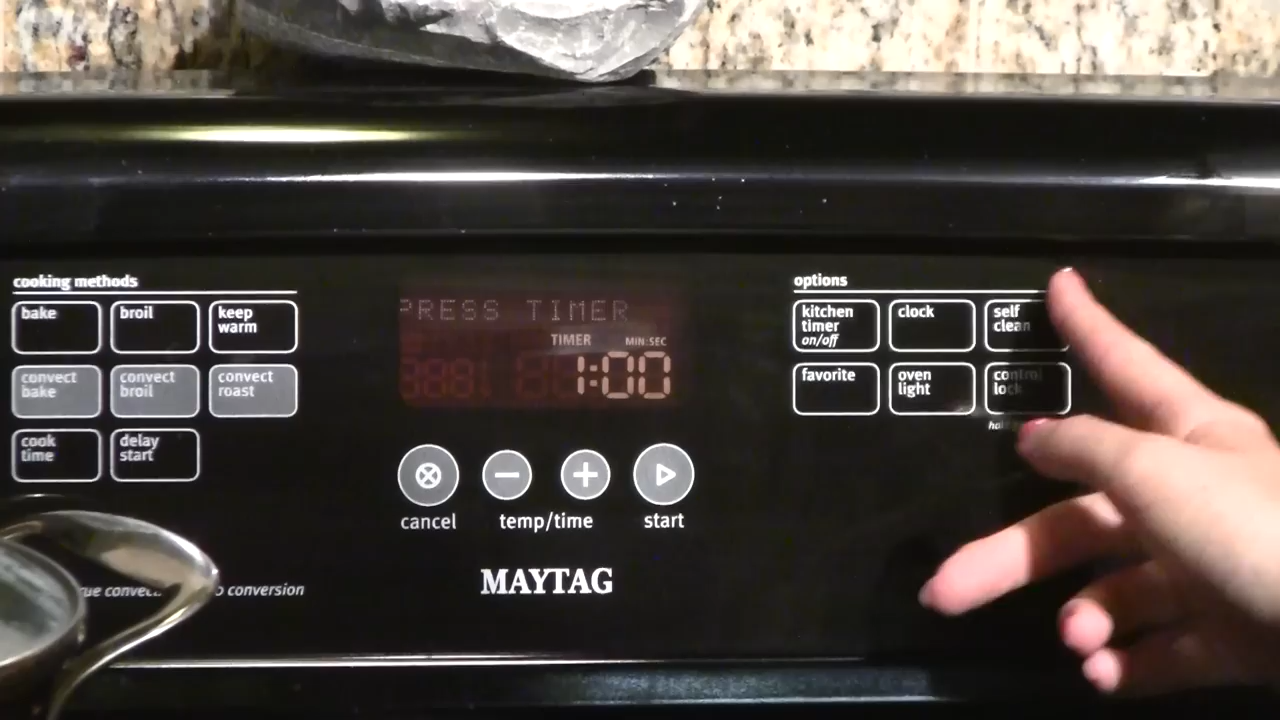 cooking methods
bake
broil
keep
warm
convect
bake
convect
broil
convect
roast
cook
time
delay
start
conversion
PRESS TIMER
TIMER MIN:SEC
1:00
cancel
temp/time
start
MAYTAG
options
kitchen
timer
on/off
clock
self
clean
favorite
oven
light
control
lock